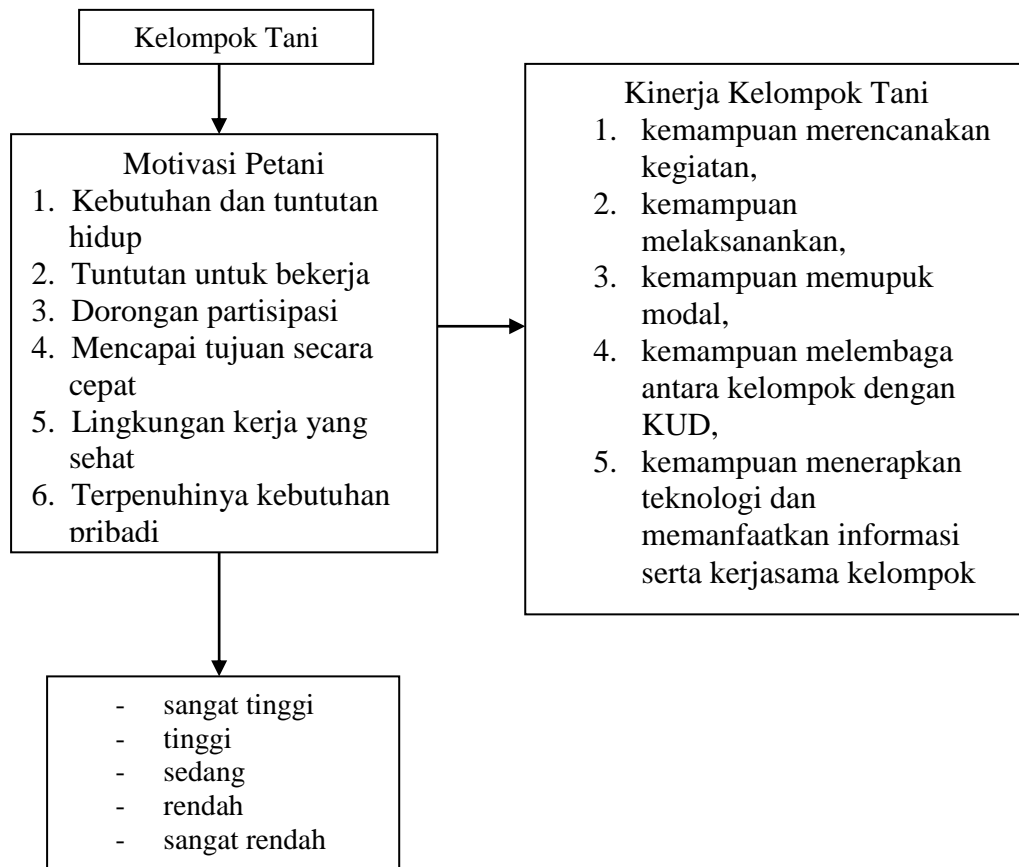 Kelompok Tani
Motivasi Petani
1. Kebutuhan dan tuntutan
hidup
2. Tuntutan untuk bekerja
3. Dorongan partisipasi
4. Mencapai tujuan secara
cepat
5. Lingkungan kerja yang
sehat
6. Terpenuhinya kebutuhan
pribadi
Kinerja Kelompok Tani
1. kemampuan merencanakan
kegiatan,
2. kemampuan
melaksanankan,
3. kemampuan memupuk
modal,
4. kemampuan melembaga
antara kelompok dengan
KUD,
5. kemampuan menerapkan
teknologi dan
memanfaatkan informasi
serta kerjasama kelompok
- sangat tinggi
- tinggi
- sedang
- rendah
- sangat rendah